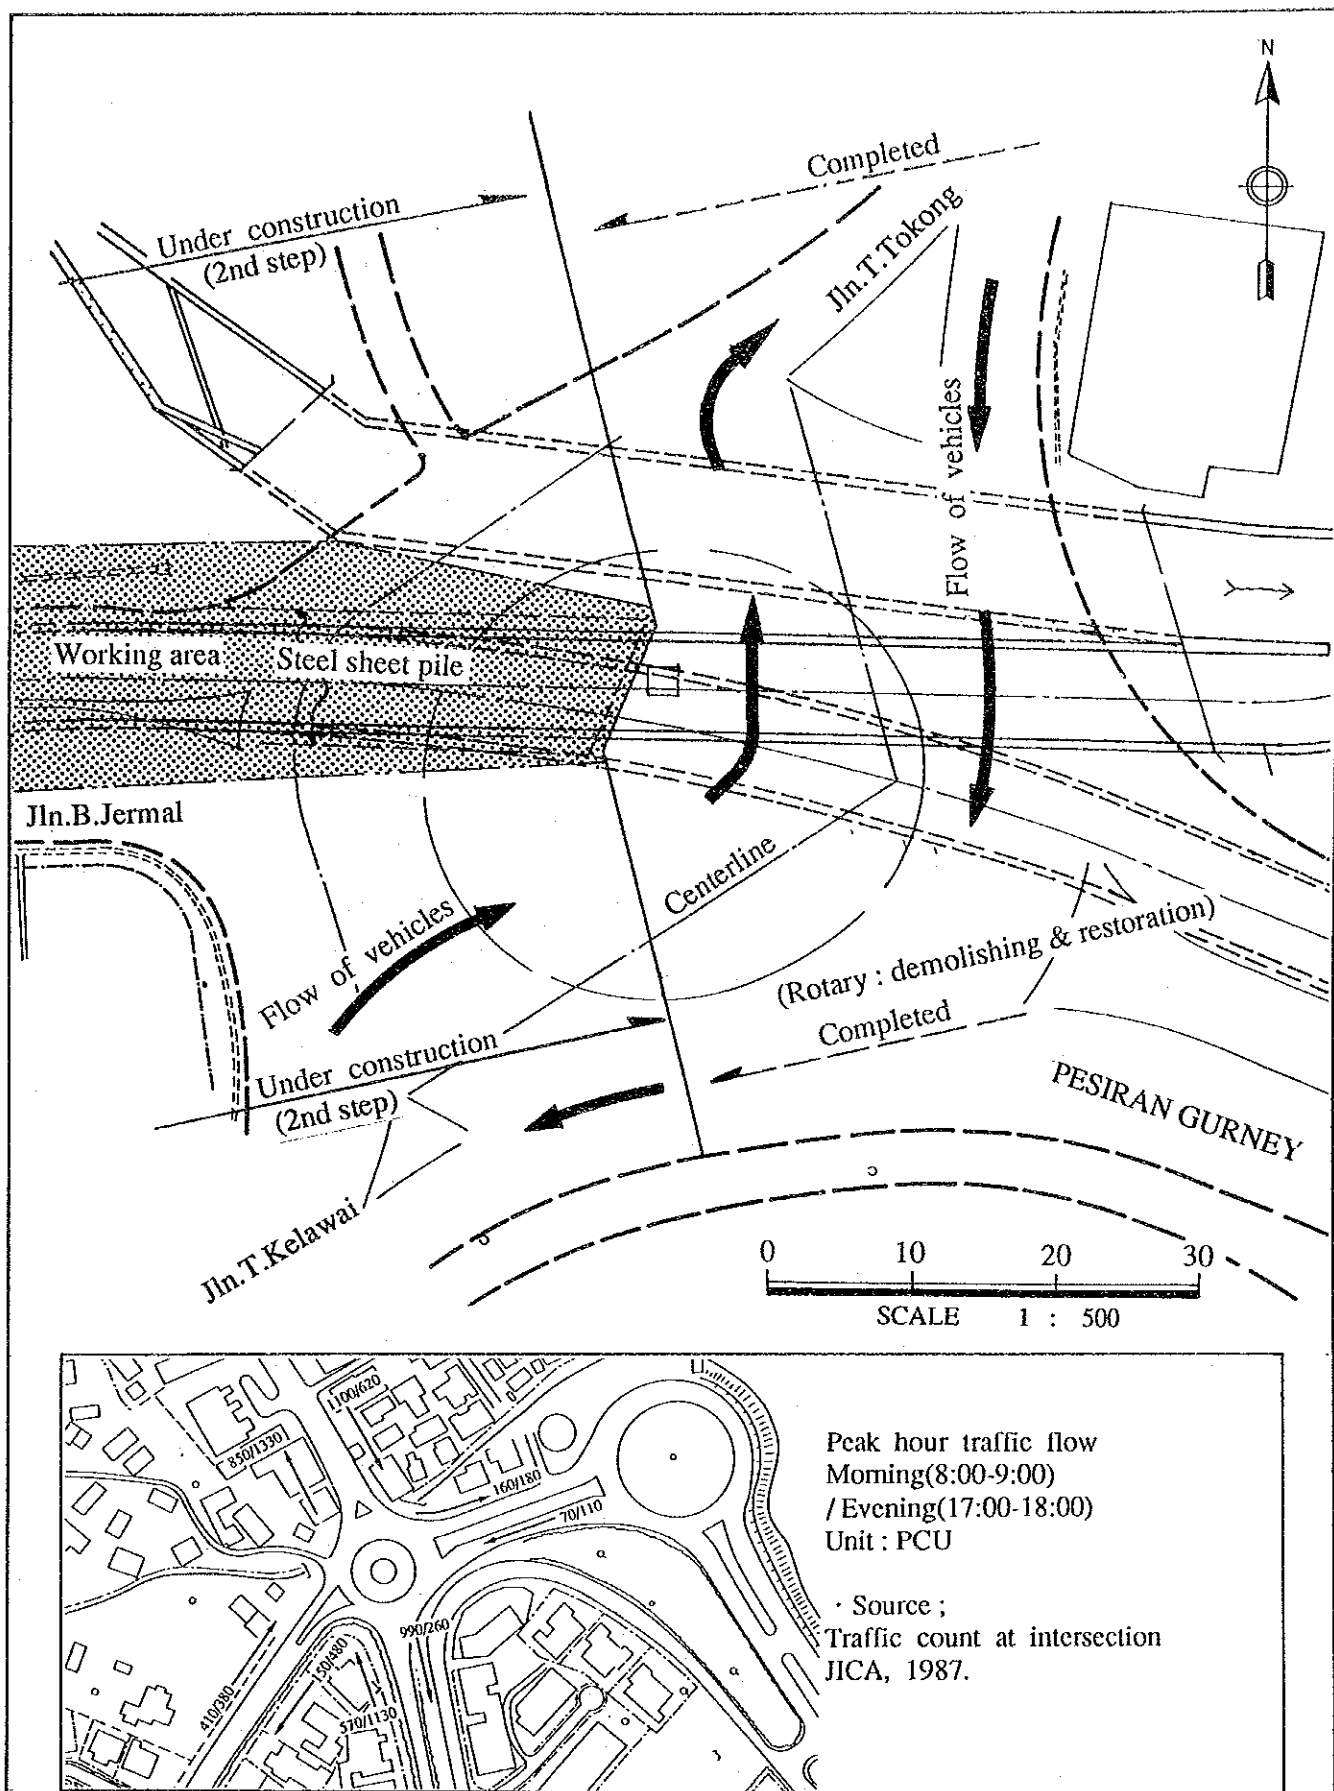 N
Completed
Under construction
(2nd step)
Jln.T.Tokong
Flow of vehicles
Working area
Steel sheet pile
Jln.B.Jermal
Centerline
Flow of vehicles
(Rotary : demolishing & restoration)
Completed
Under construction
(2nd step)
PESIRAN GURNEY
Jln.T.Kelawai
0 10 20 30
SCALE 1 : 500
1100/620
850/1330
160/180
70/110
990/260
150/480
410/380
570/1130
Peak hour traffic flow
Morning(8:00-9:00)
/ Evening(17:00-18:00)
Unit : PCU
· Source ;
Traffic count at intersection
JICA, 1987.